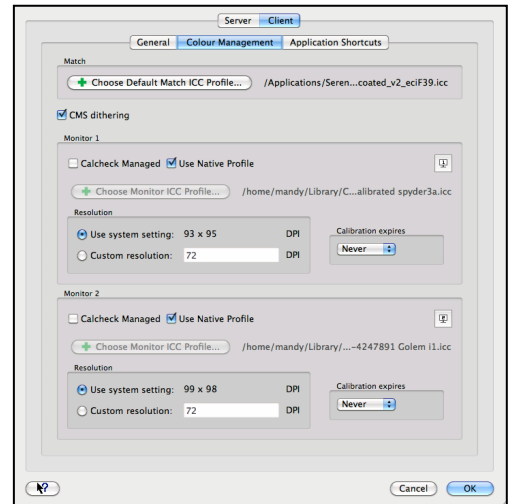 Server Client
General Colour Management Application Shortcuts
Match
Choose Default Match ICC Profile... /Applications/Seren...coated_v2_eciF39.icc
CMS dithering
Monitor 1
Calcheck Managed Use Native Profile
1
Choose Monitor ICC Profile... /home/mandy/Library/C...alibrated spyder3a.icc
Resolution
Use system setting: 93 x 95 DPI
Calibration expires
Never
Custom resolution: 72 DPI
Monitor 2
Calcheck Managed Use Native Profile
2
Choose Monitor ICC Profile... /home/mandy/Library/...-4247891 Golem i1.icc
Resolution
Use system setting: 99 x 98 DPI
Calibration expires
Never
Custom resolution: 72 DPI
? Cancel OK